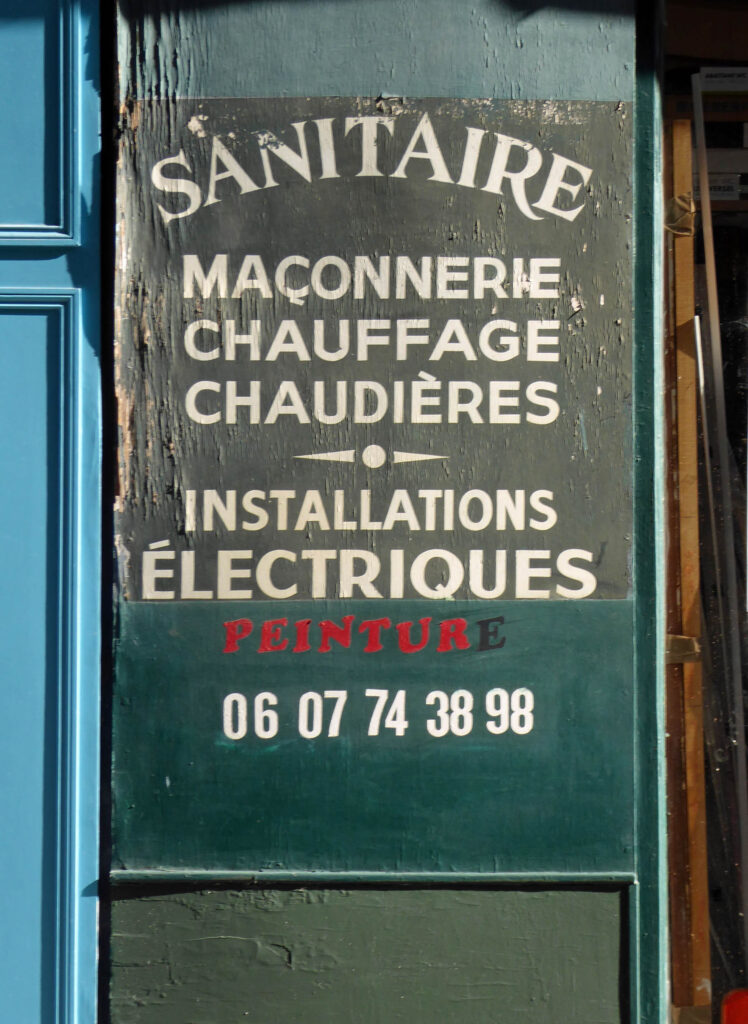 SANITAIRE
MAÇONNERIE
CHAUFFAGE
CHAUDIÈRES
INSTALLATIONS
ÉLECTRIQUES
PEINTURE
06 07 74 38 98